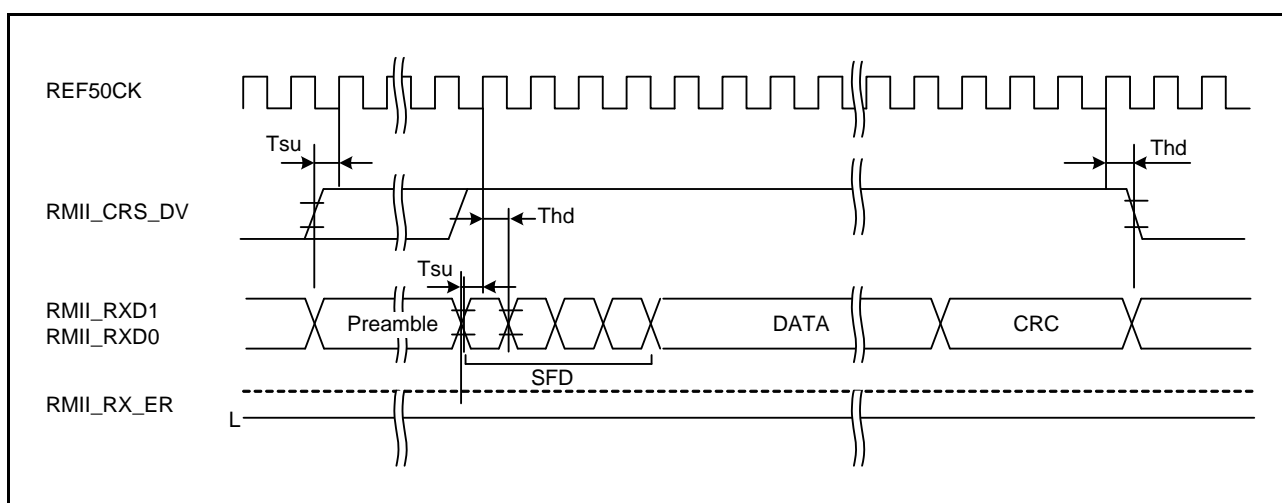 REF50CK
Tsu
Thd
RMII_CRS_DV
Thd
Tsu
RMII_RXD1
RMII_RXD0
Preamble
DATA
CRC
SFD
RMII_RX_ER
L